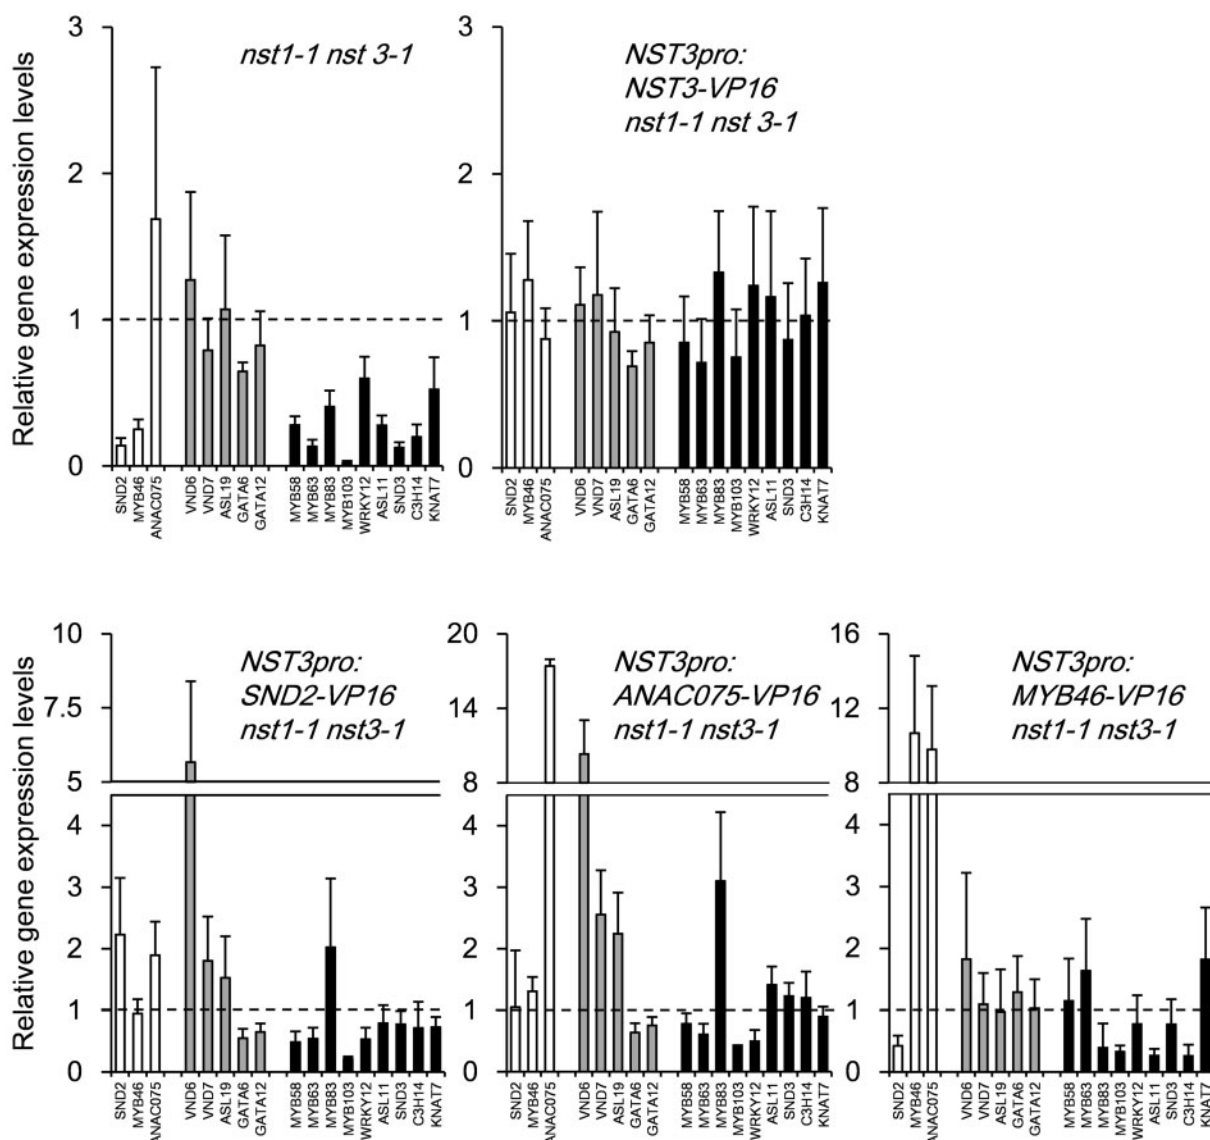 Relative gene expression levels
3
2
1
0
nst1-1 nst 3-1
SND2
MYB46
ANAC075
VND6
VND7
ASL19
GATA6
GATA12
MYB58
MYB63
MYB83
MYB103
WRKY12
ASL11
SND3
C3H14
KNAT7
3
2
1
0
NST3pro:
NST3-VP16
nst1-1 nst 3-1
SND2
MYB46
ANAC075
VND6
VND7
ASL19
GATA6
GATA12
MYB58
MYB63
MYB83
MYB103
WRKY12
ASL11
SND3
C3H14
KNAT7
Relative gene expression levels
10
7.5
5
4
3
2
1
0
NST3pro:
SND2-VP16
nst1-1 nst3-1
SND2
MYB46
ANAC075
VND6
VND7
ASL19
GATA6
GATA12
MYB58
MYB63
MYB83
MYB103
WRKY12
ASL11
SND3
C3H14
KNAT7
20
14
8
4
3
2
1
0
NST3pro:
ANAC075-VP16
nst1-1 nst3-1
SND2
MYB46
ANAC075
VND6
VND7
ASL19
GATA6
GATA12
MYB58
MYB63
MYB83
MYB103
WRKY12
ASL11
SND3
C3H14
KNAT7
16
12
8
4
3
2
1
0
NST3pro:
MYB46-VP16
nst1-1 nst3-1
SND2
MYB46
ANAC075
VND6
VND7
ASL19
GATA6
GATA12
MYB58
MYB63
MYB83
MYB103
WRKY12
ASL11
SND3
C3H14
KNAT7